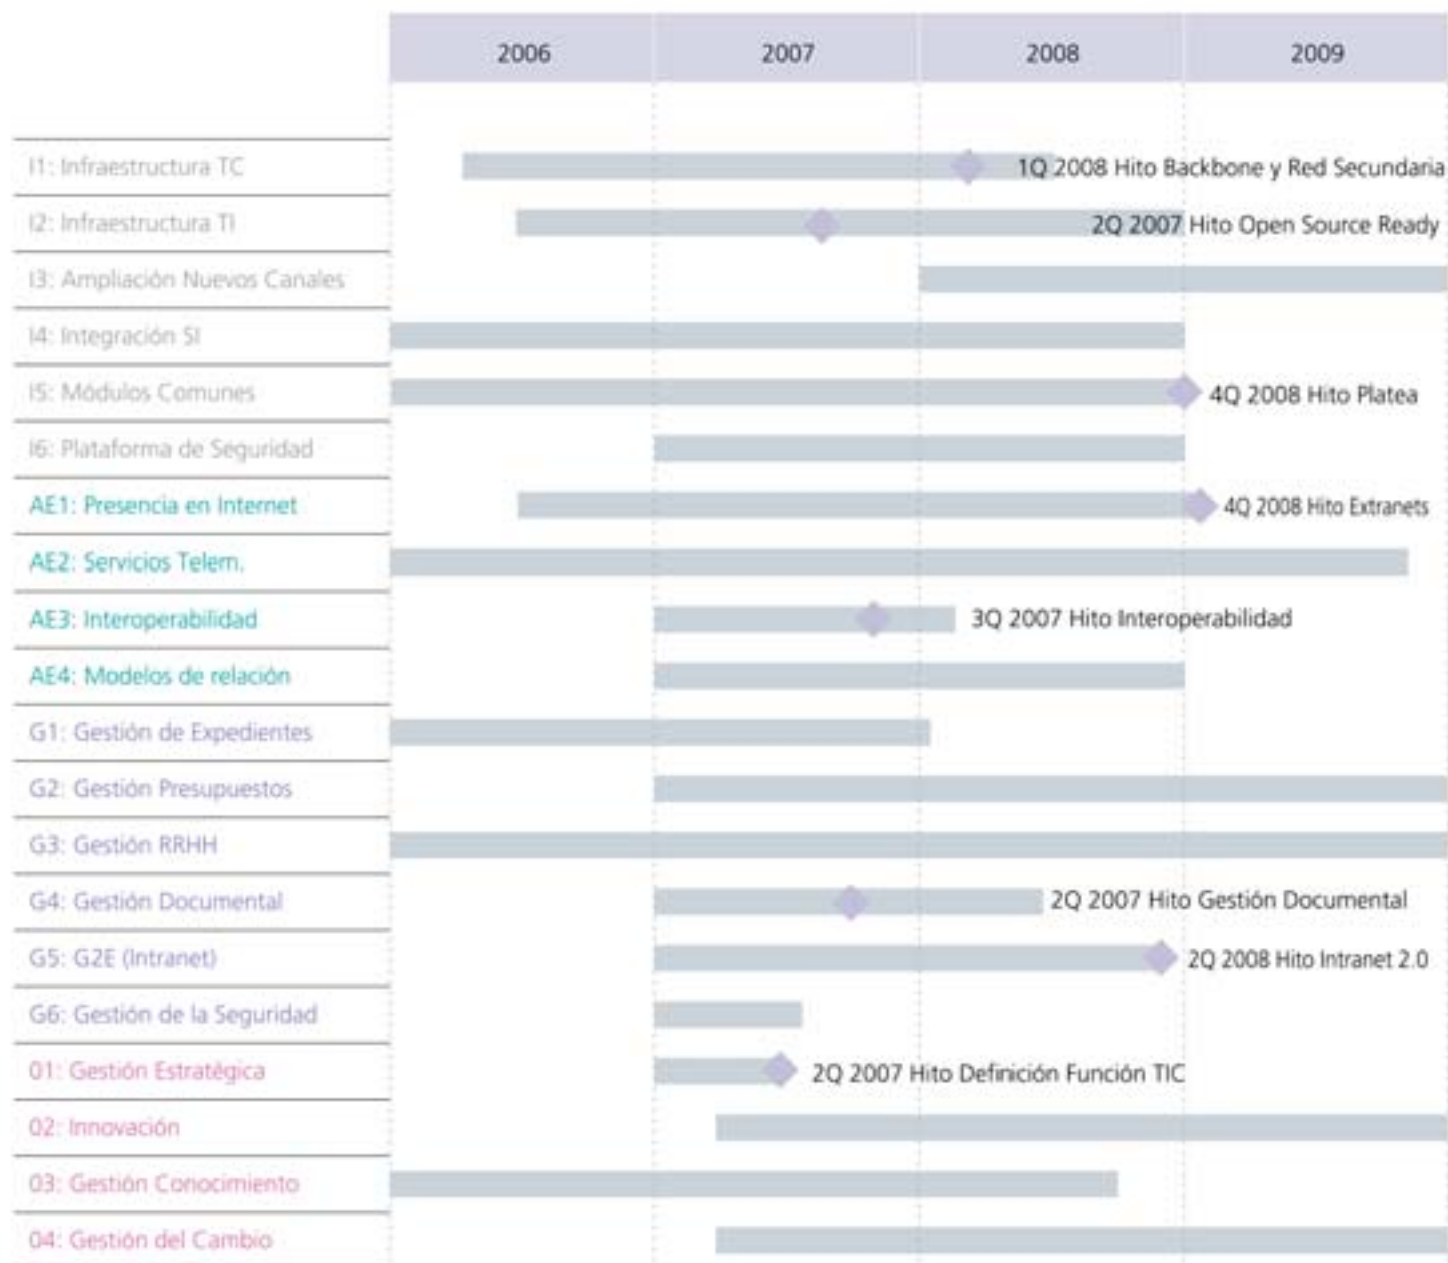 2006 2007 2008 2009
I1: Infraestructura TC 1Q 2008 Hito Backbone y Red Secundaria
I2: Infraestructura TI 2Q 2007 Hito Open Source Ready
I3: Ampliación Nuevos Canales
I4: Integración SI
I5: Módulos Comunes 4Q 2008 Hito Platea
I6: Plataforma de Seguridad
AE1: Presencia en Internet 4Q 2008 Hito Extranets
AE2: Servicios Telem.
AE3: Interoperabilidad 3Q 2007 Hito Interoperabilidad
AE4: Modelos de relación
G1: Gestión de Expedientes
G2: Gestión Presupuestos
G3: Gestión RRHH
G4: Gestión Documental 2Q 2007 Hito Gestión Documental
G5: G2E (Intranet) 2Q 2008 Hito Intranet 2.0
G6: Gestión de la Seguridad
01: Gestión Estratégica 2Q 2007 Hito Definición Función TIC
02: Innovación
03: Gestión Conocimiento
04: Gestión del Cambio